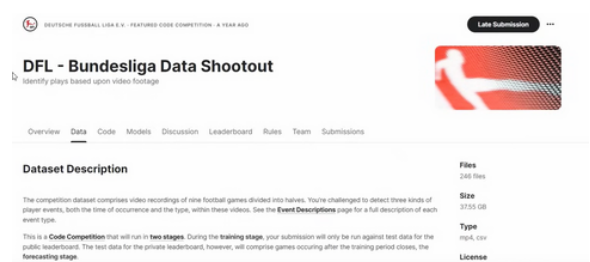 DEUTSCHE FUSSBALL LIGA E.V. · FEATURED CODE COMPETITION · A YEAR AGO
Late Submission
DFL - Bundesliga Data Shootout
Identify plays based upon video footage
Overview Data Code Models Discussion Leaderboard Rules Team Submissions
Dataset Description
The competition dataset comprises video recordings of nine football games divided into halves. You're challenged to detect three kinds of
player events, both the time of occurrence and the type, within these videos. See the Event Descriptions page for a full description of each
event type.
This is a Code Competition that will run in two stages. During the training stage, your submission will only be run against test data for the
public leaderboard. The test data for the private leaderboard, however, will comprise games occuring after the training period closes, the
forecasting stage.
Files
246 files
Size
37.55 GB
Type
mp4, csv
License